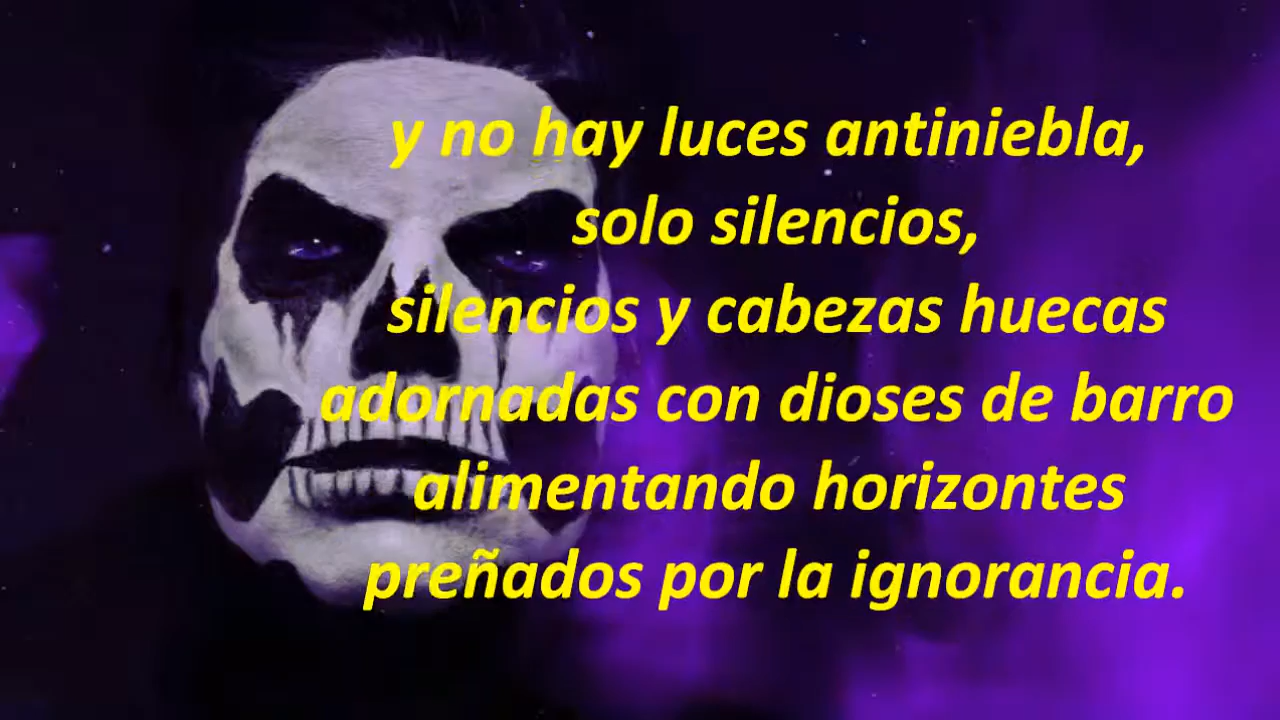 y no hay luces antiniebla,
solo silencios,
silencios y cabezas huecas
adornadas con dioses de barro
alimentando horizontes
preñados por la ignorancia.